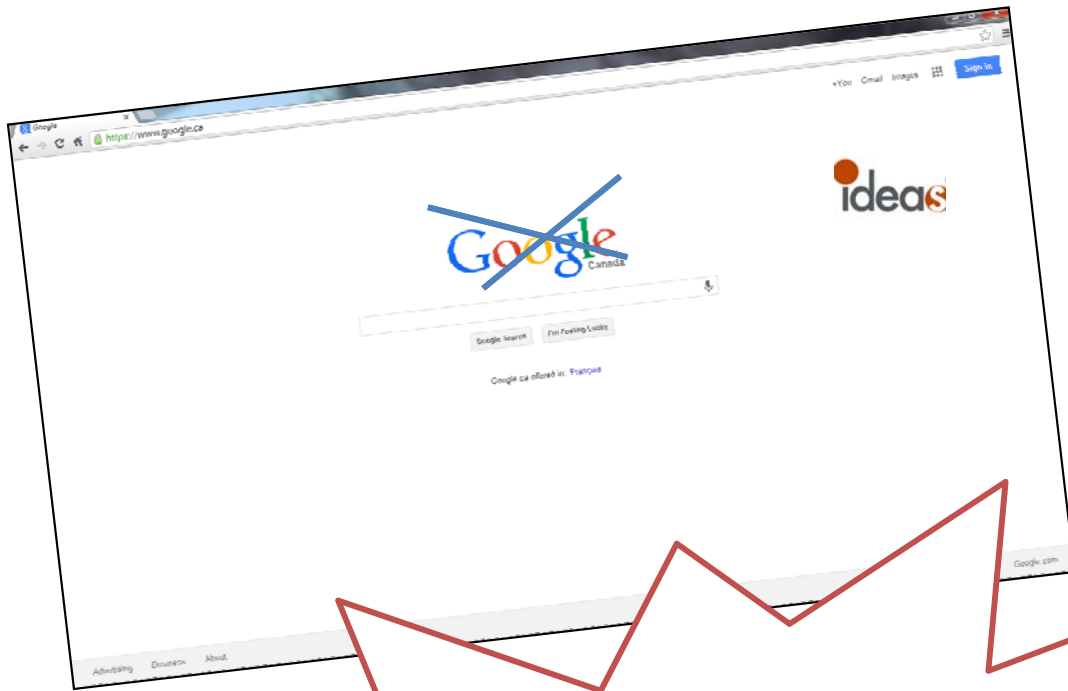 Google
https://www.google.ca
+You Gmail Images
Sign in
ideas
Google
Canada
Google Search I'm Feeling Lucky
Google.ca offered in: Français
Advertising Business About
Google.com